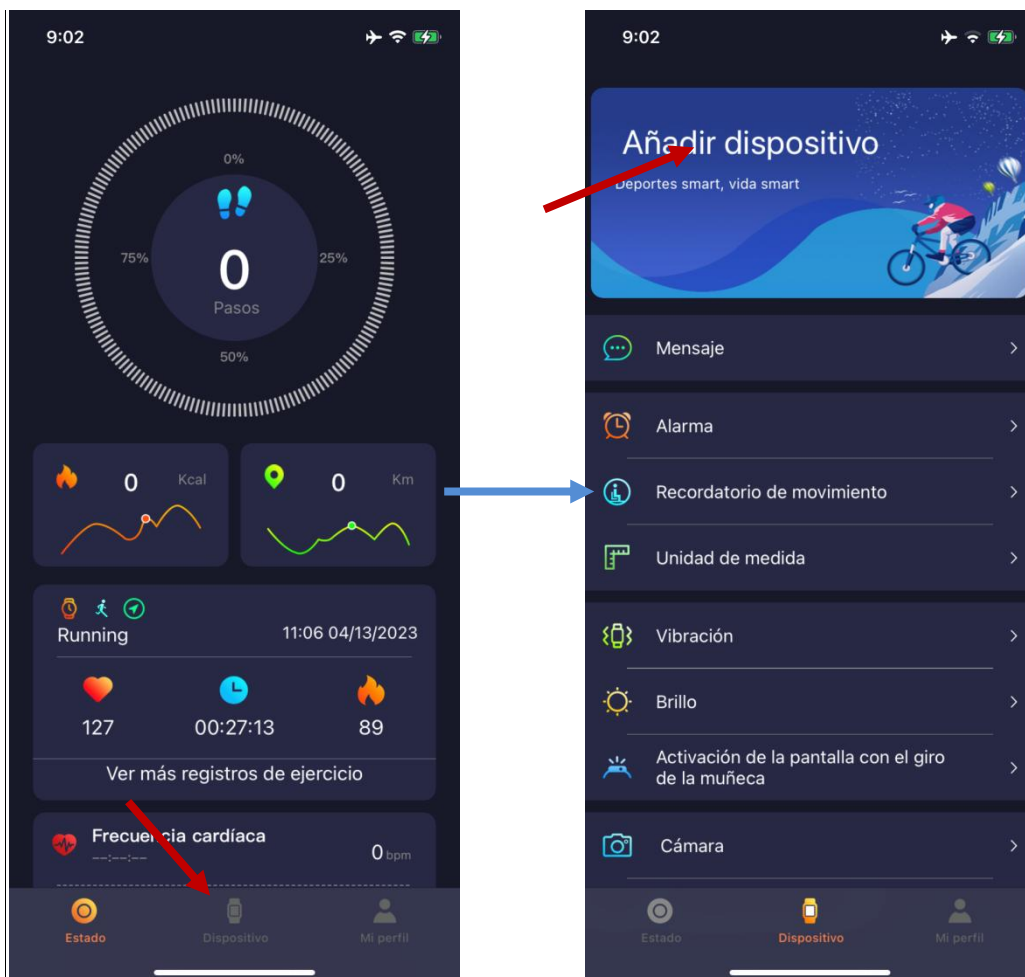 9:02
0%
75%
0
25%
Pasos
50%
0 Kcal
0 Km
Running
11:06 04/13/2023
127
00:27:13
89
Ver más registros de ejercicio
Frecuencia cardíaca
--:--:--
0 bpm
Estado
Dispositivo
Mi perfil
9:02
Añadir dispositivo
Deportes smart, vida smart
Mensaje
Alarma
Recordatorio de movimiento
Unidad de medida
Vibración
Brillo
Activación de la pantalla con el giro
de la muñeca
Cámara
Estado
Dispositivo
Mi perfil